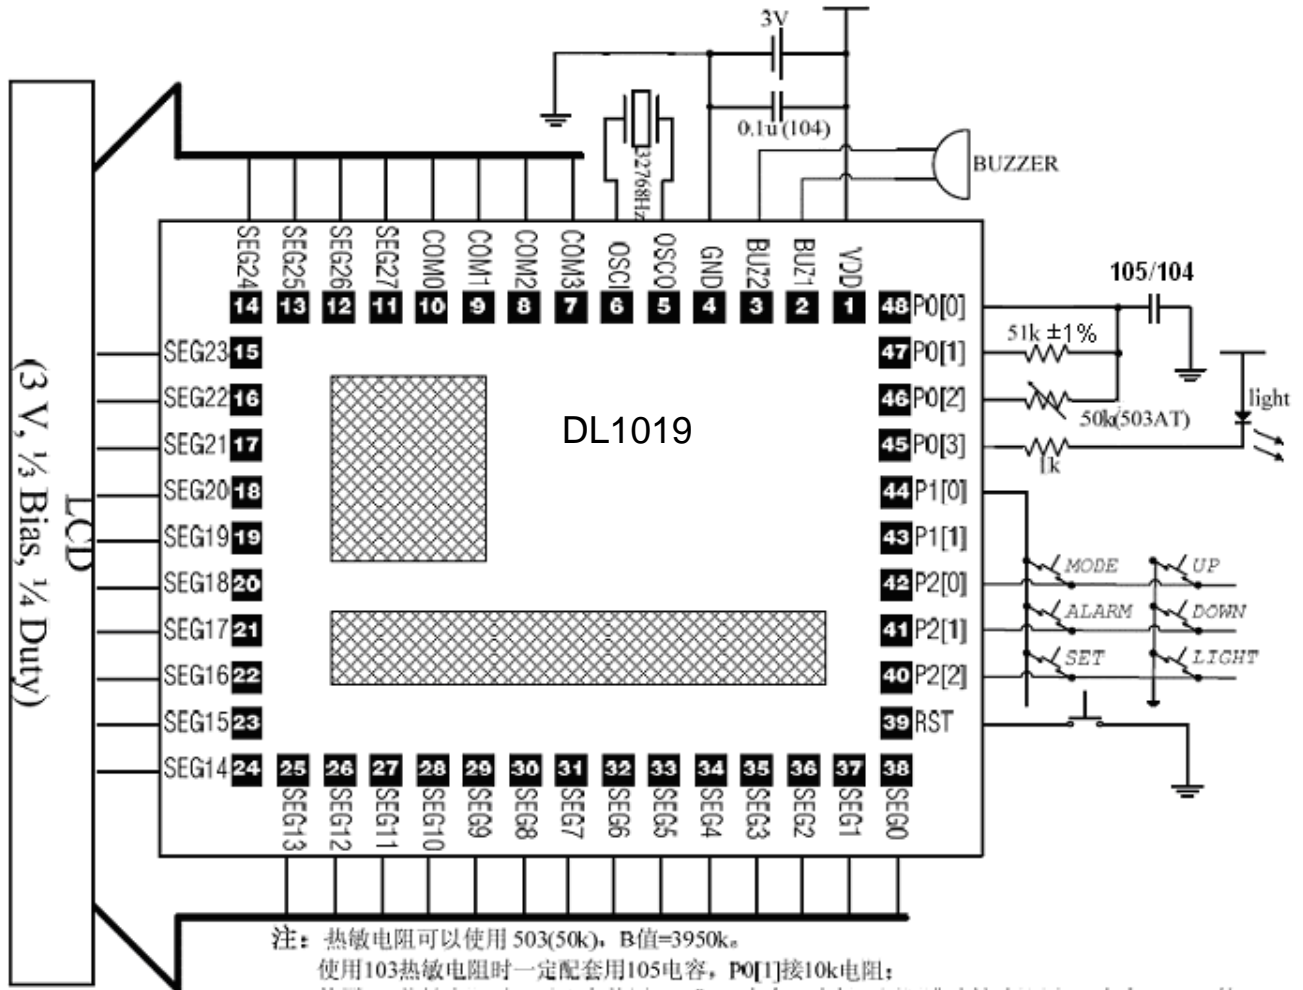 3V
0.1u(104)
32768Hz
BUZZER
SEG24
SEG25
SEG26
SEG27
COM0
COM1
COM2
COM3
OSCI
OSCO
GND
BUZ2
BUZ1
VDD
14
13
12
11
10
9
8
7
6
5
4
3
2
1
48 P0[0]
105/104
SEG23 15
47 P0[1]
51k ±1%
SEG22 16
46 P0[2]
50k(503AT)
light
SEG21 17
DL1019
45 P0[3]
1k
SEG20 18
44 P1[0]
SEG19 19
43 P1[1]
SEG18 20
42 P2[0]
MODE
UP
SEG17 21
41 P2[1]
ALARM
DOWN
SEG16 22
40 P2[2]
SET
LIGHT
SEG15 23
39 RST
SEG14 24
25
26
27
28
29
30
31
32
33
34
35
36
37
38
SEG13
SEG12
SEG11
SEG10
SEG9
SEG8
SEG7
SEG6
SEG5
SEG4
SEG3
SEG2
SEG1
SEG0
LCD
(3 V, ⅓ Bias, ¼ Duty)
注：热敏电阻可以使用 503(50k)，B值=3950k。
使用103热敏电阻时一定配套用105电容，P0[1]接10k电阻；